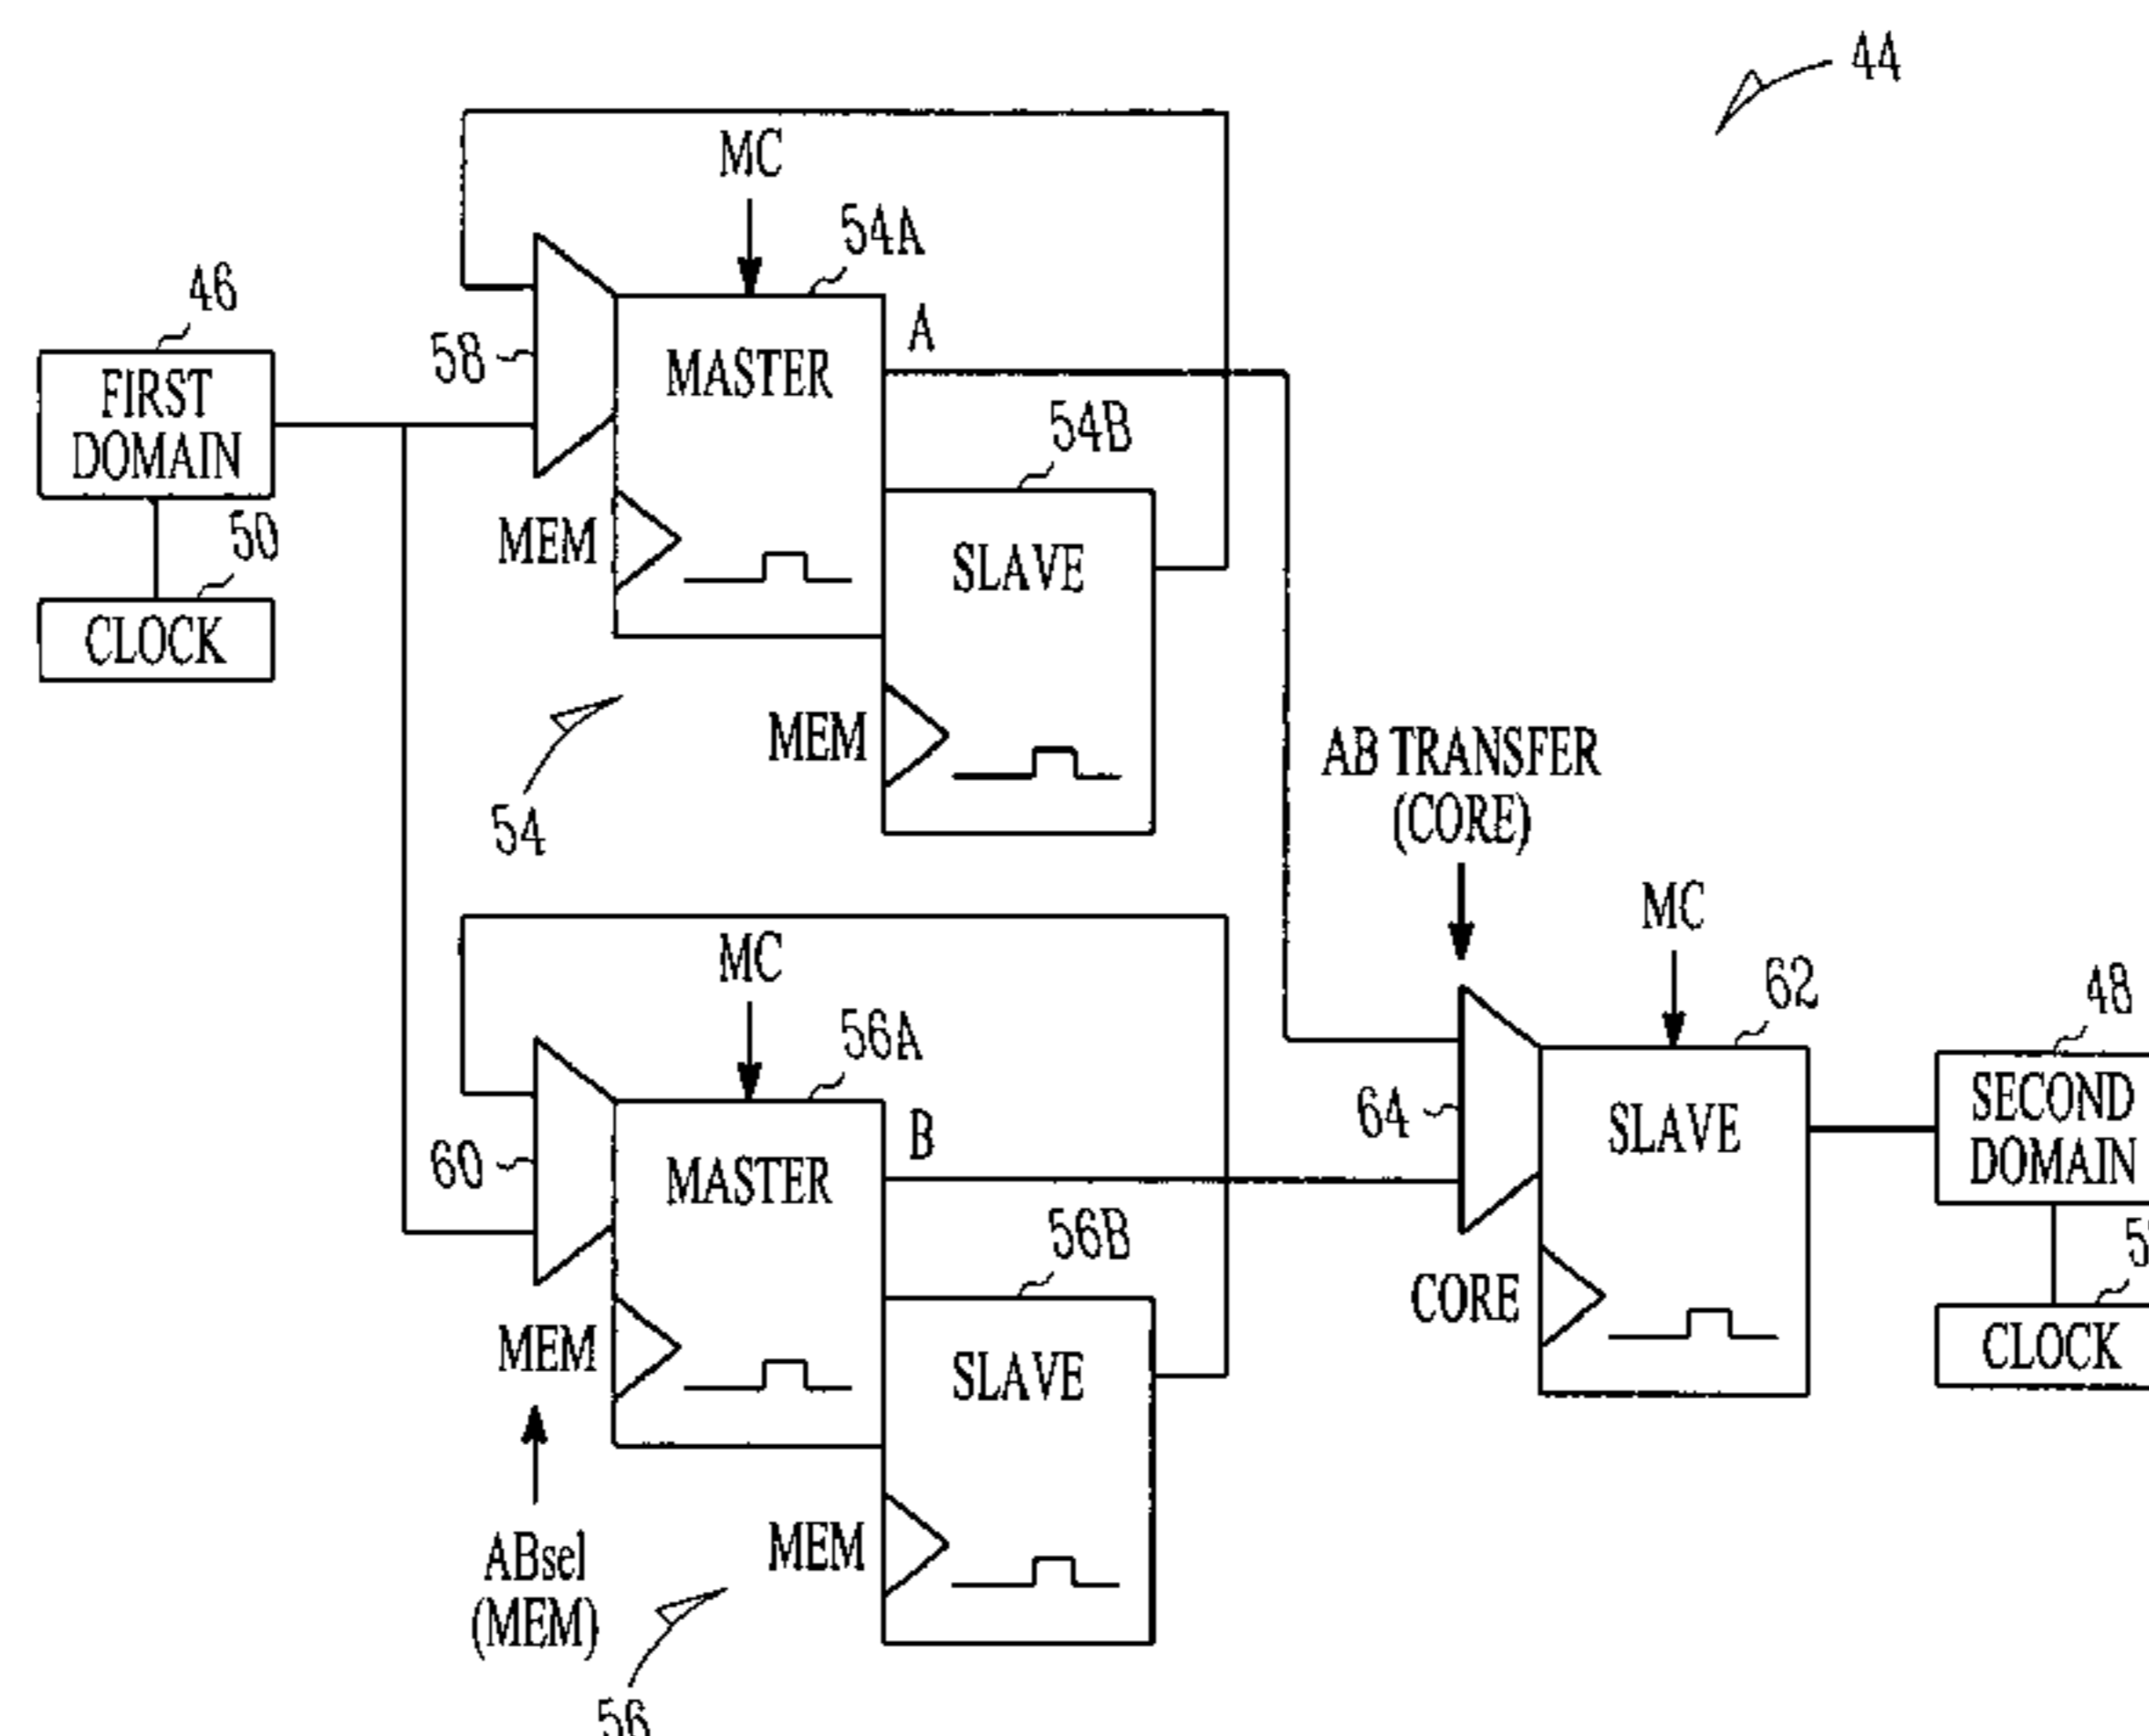 44
MC
54A
46
A
58
FIRST
DOMAIN
MASTER
54B
50
MEM
SLAVE
CLOCK
MEM
AB TRANSFER
(CORE)
54
MC
MC
62
48
56A
B
64
SECOND
DOMAIN
60
MASTER
SLAVE
56B
MEM
CORE
SLAVE
CLOCK
ABsel
(MEM)
MEM
56